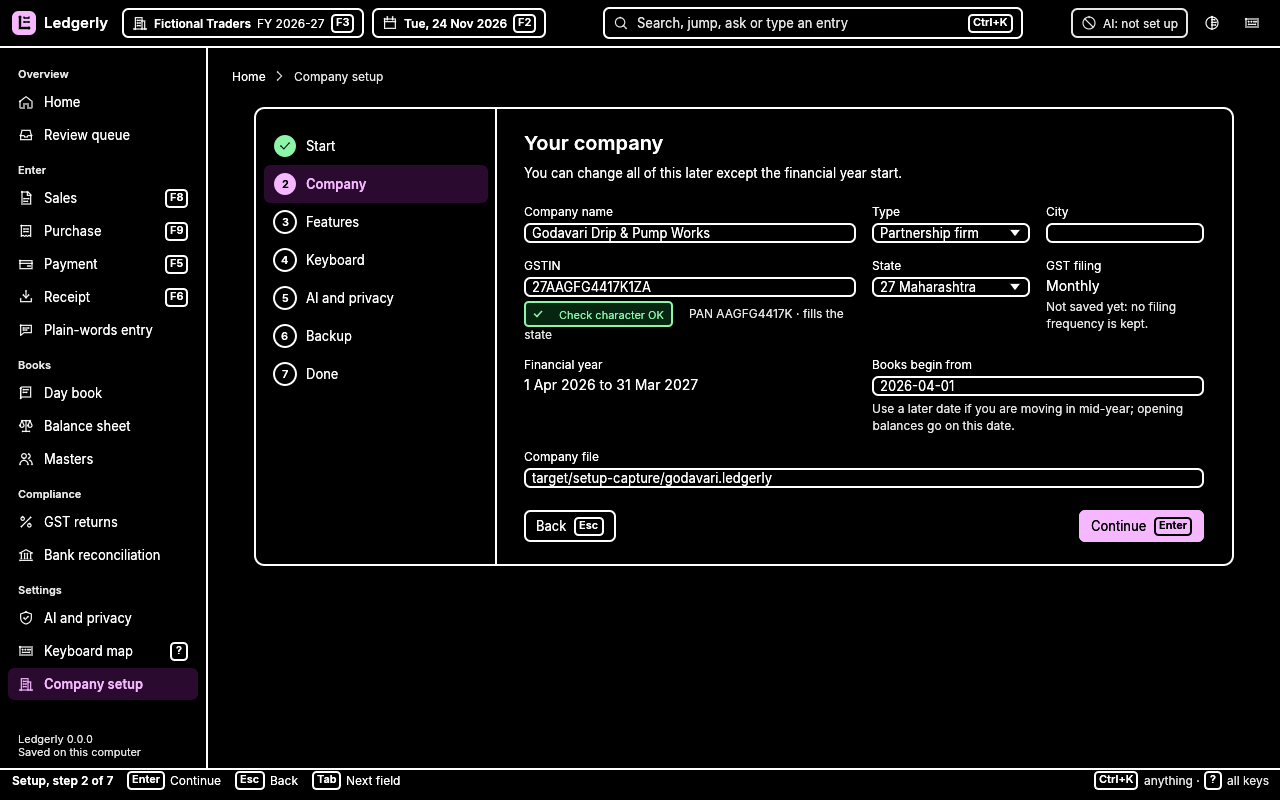 Ledgerly
Fictional Traders FY 2026-27 F3
Tue, 24 Nov 2026 F2
Search, jump, ask or type an entry Ctrl+K
AI: not set up
Overview
Home
Review queue
Enter
Sales F8
Purchase F9
Payment F5
Receipt F6
Plain-words entry
Books
Day book
Balance sheet
Masters
Compliance
GST returns
Bank reconciliation
Settings
AI and privacy
Keyboard map ?
Company setup
Ledgerly 0.0.0
Saved on this computer
Home > Company setup
Start
2 Company
3 Features
4 Keyboard
5 AI and privacy
6 Backup
7 Done
Your company
You can change all of this later except the financial year start.
Company name
Godavari Drip & Pump Works
Type
Partnership firm
City
GSTIN
27AAGFG4417K1ZA
Check character OK PAN AAGFG4417K · fills the
state
State
27 Maharashtra
GST filing
Monthly
Not saved yet: no filing
frequency is kept.
Financial year
1 Apr 2026 to 31 Mar 2027
Books begin from
2026-04-01
Use a later date if you are moving in mid-year; opening
balances go on this date.
Company file
target/setup-capture/godavari.ledgerly
Back Esc
Continue Enter
Setup, step 2 of 7 Enter Continue Esc Back Tab Next field
Ctrl+K anything · ? all keys